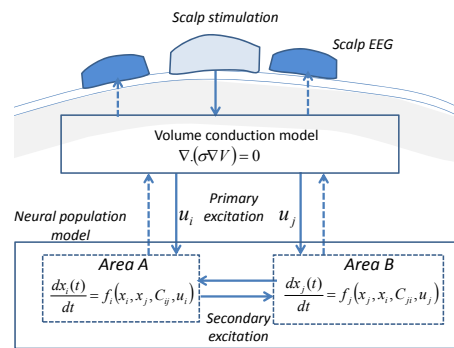 Scalp stimulation
Scalp EEG
Volume conduction model
∇.(σ∇V)=0
Neural population
model
Primary
excitation
u_i
u_j
Area A
dx_i(t)/dt = f_i(x_i, x_j, C_ij, u_i)
Area B
dx_j(t)/dt = f_j(x_j, x_i, C_ji, u_j)
Secondary
excitation